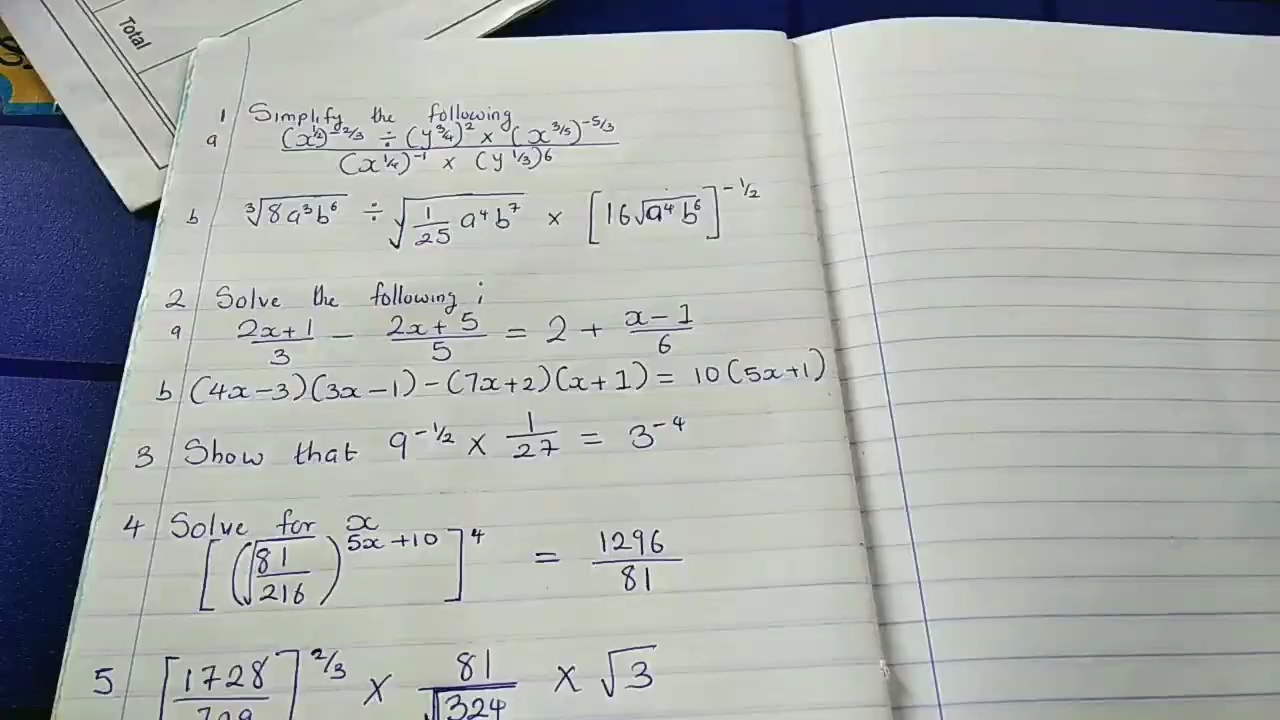 Total
1 Simplify the following
a (x^½)^-2/3 ÷ (y^3/4)^2 × (x^3/5)^-5/3
(x^1/4)^-1 × (y^1/3)^6
b ∛8a³b⁶ ÷ √1/25 a⁴b⁷ × [16√a⁴b⁶]^-1/2
2 Solve the following ;
a 2x+1/3 − 2x+5/5 = 2 + x−1/6
b (4x−3)(3x−1)−(7x+2)(x+1) = 10(5x+1)
3 Show that 9^-1/2 × 1/27 = 3^-4
4 Solve for x
[(√81/216)^5x+10]^4 = 1296/81
5 [1728/729]^2/3 × 81/√324 × √3